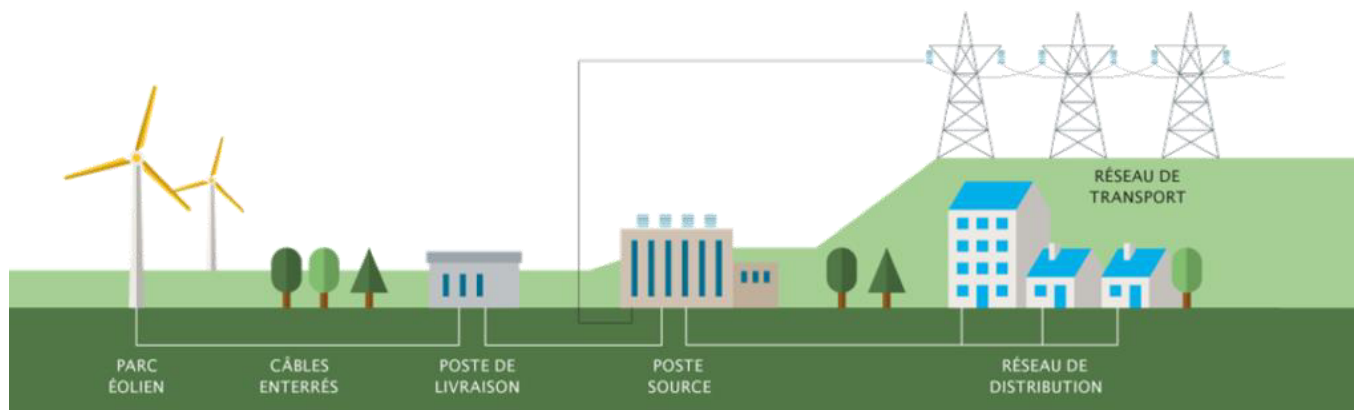 RÉSEAU DE
TRANSPORT
PARC
ÉOLIEN
CÂBLES
ENTERRÉS
POSTE DE
LIVRAISON
POSTE
SOURCE
RÉSEAU DE
DISTRIBUTION